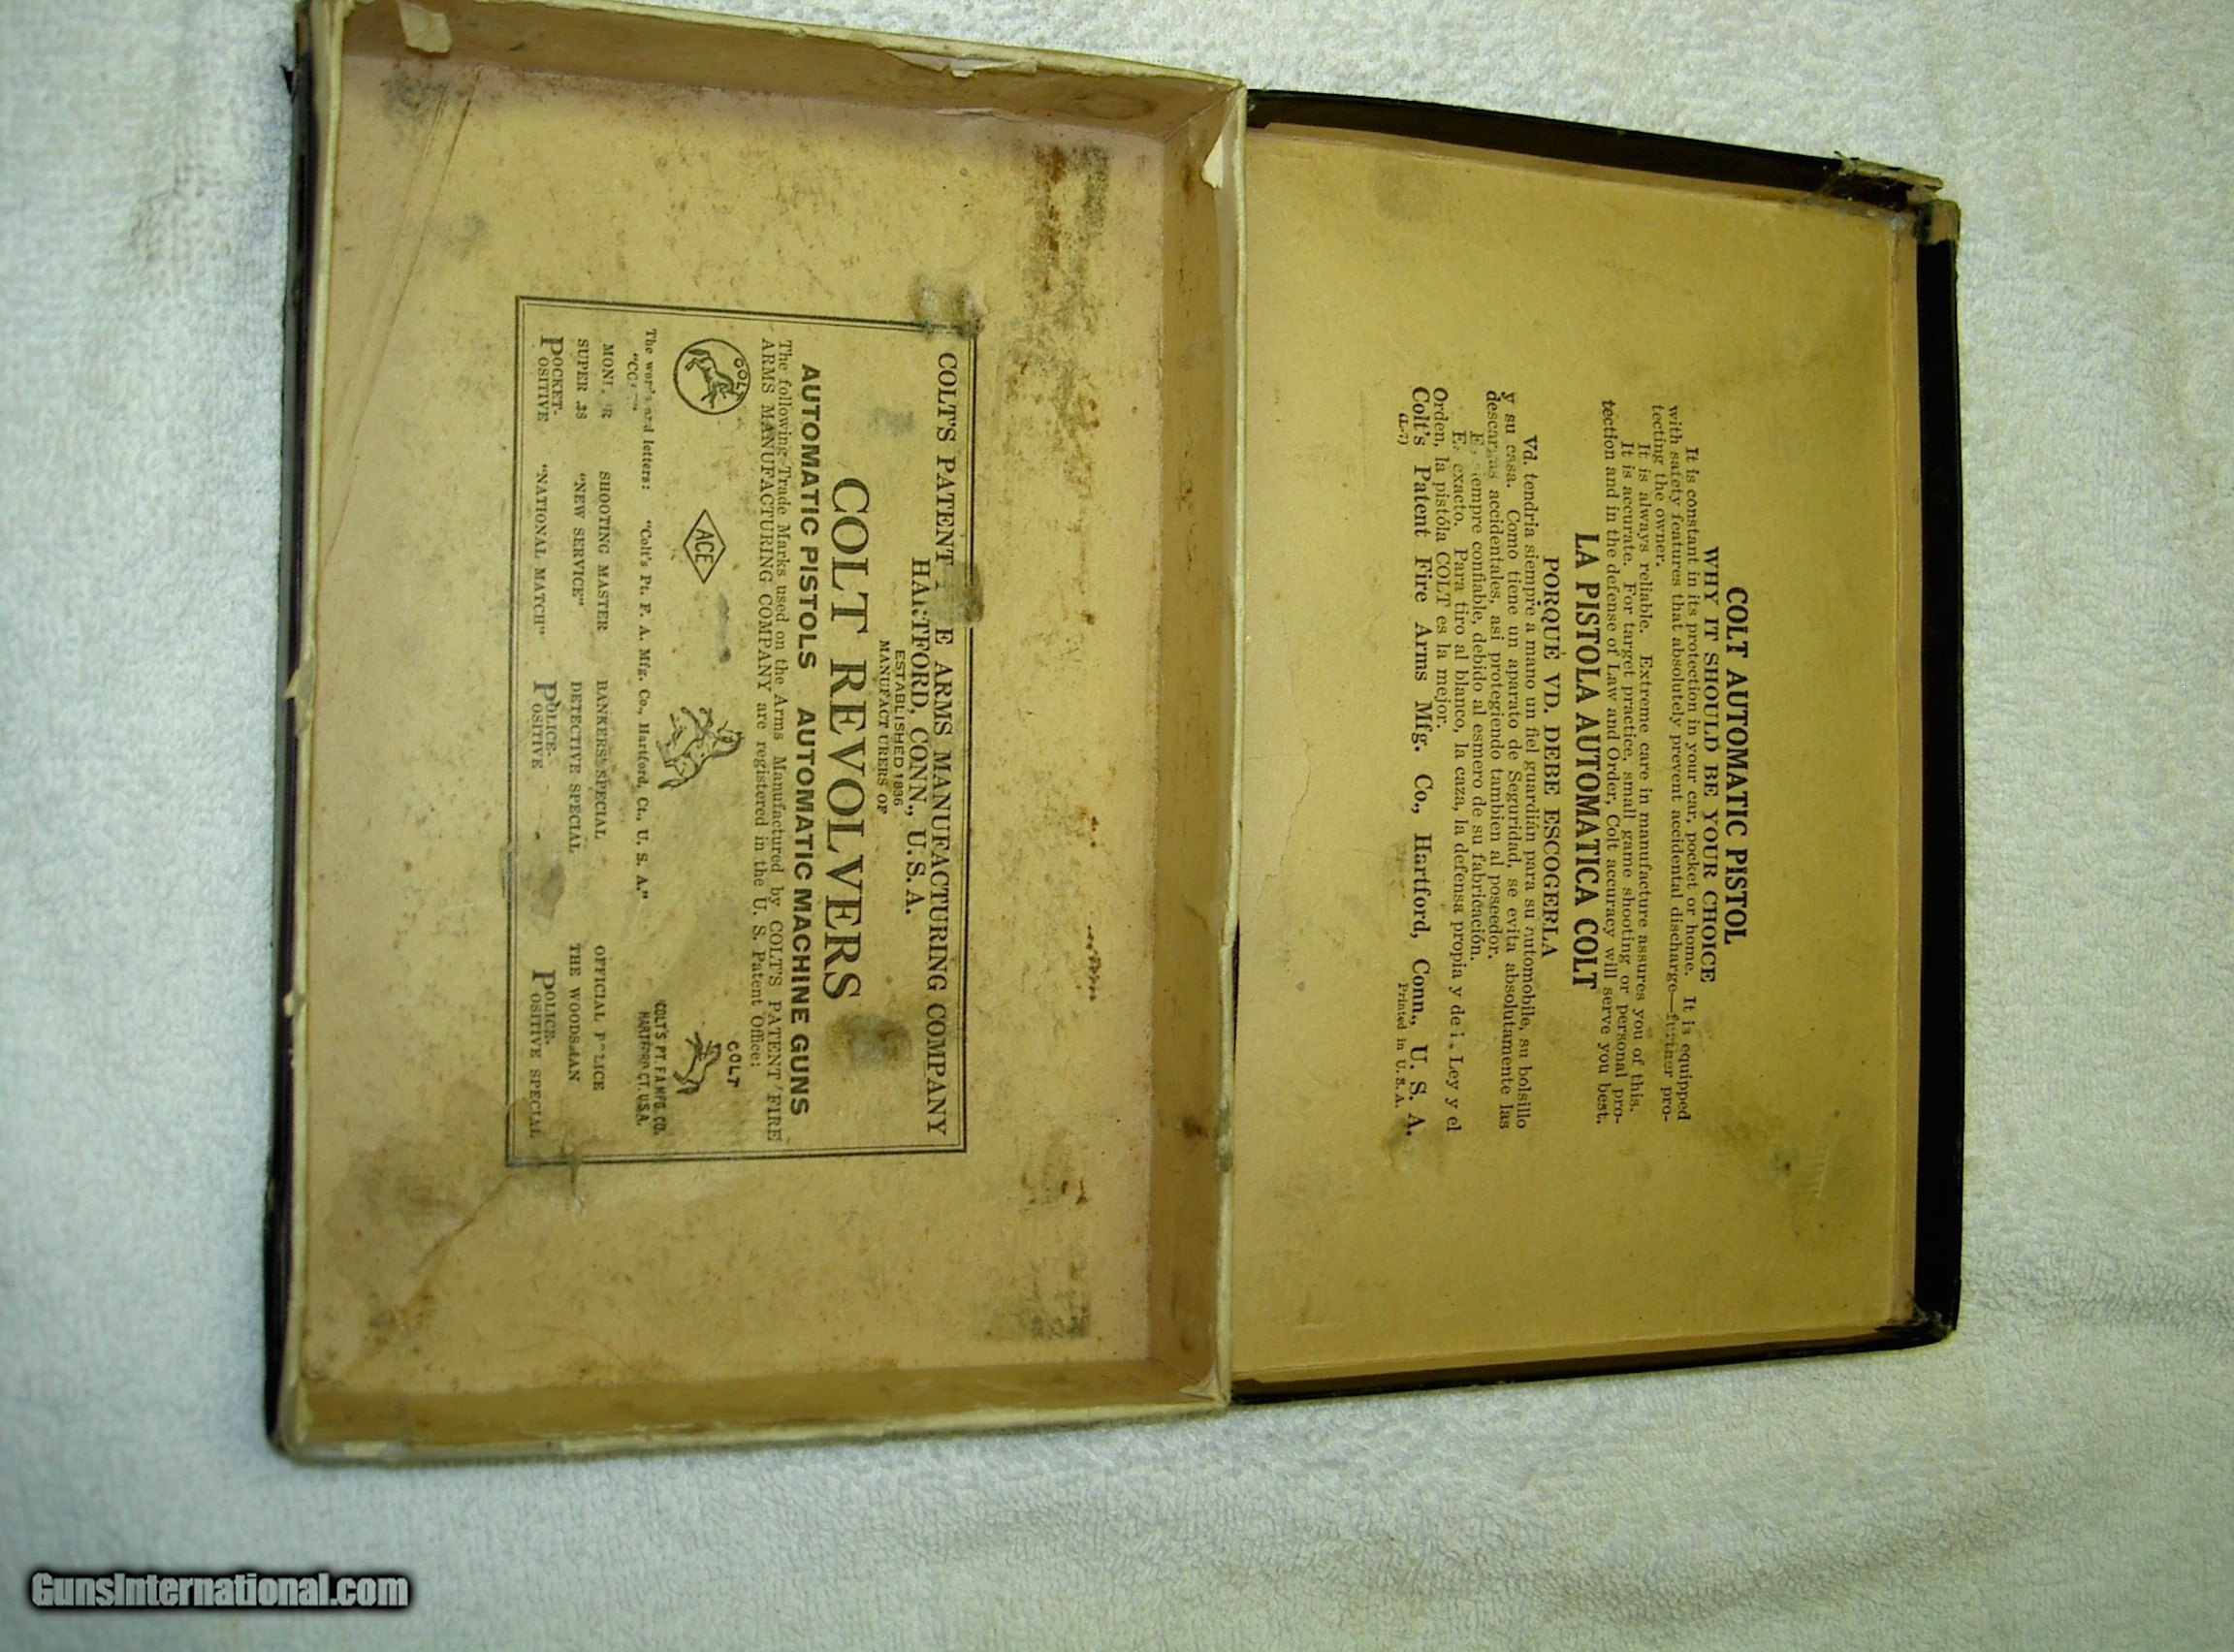 COLT AUTOMATIC PISTOL
WHY IT SHOULD BE YOUR CHOICE
It is constant in its protection in your car, pocket or home. It is equipped
with safety features that absolutely prevent accidental discharge—further pro-
tecting the owner.
It is always reliable. Extreme care in manufacture assures you of this.
It is accurate. For target practice, small game shooting or personal pro-
tection and in the defense of Law and Order, Colt accuracy will serve you best.
LA PISTOLA AUTOMATICA COLT
PORQUÉ VD. DEBE ESCOGERLA
Vd. tendria siempre a mano un fiel guardián para su automobile, su bolsillo
y su casa. Como tiene un aparato de Seguridad, se evita absolutamente las
descargas accidentales, asi protegiendo tambien al poseedor.
Es siempre confiable, debido al esmero de su fabricación.
Es exacto. Para tiro al blanco, la caza, la defensa propia y de Ley y el
Orden, la pistóla COLT es la mejor.
Colt's Patent Fire Arms Mfg. Co., Hartford, Conn., U. S. A.
(L-7) Printed in U. S. A.
COLT'S PATENT ARMS MANUFACTURING COMPANY
HARTFORD, CONN., U. S. A.
ESTABLISHED 1836
MANUFACTURERS OF
COLT REVOLVERS
AUTOMATIC PISTOLS AUTOMATIC MACHINE GUNS
The following Trade Marks used on the Arms Manufactured by COLT'S PATENT FIRE
ARMS MANUFACTURING COMPANY are registered in the U. S. Patent Office:
COLT
ACE
COLT
COLT'S PT. F. A. MFG. CO.
HARTFORD CT. U.S.A.
The words and letters: "Colt's Pt. F. A. Mfg. Co., Hartford, Ct., U. S. A."
MONITOR SHOOTING MASTER BANKERS' SPECIAL OFFICIAL POLICE
SUPER .38 "NEW SERVICE" DETECTIVE SPECIAL THE WOODSMAN
POCKET-POSITIVE "NATIONAL MATCH" POLICE-POSITIVE POLICE-POSITIVE SPECIAL
GunsInternational.com